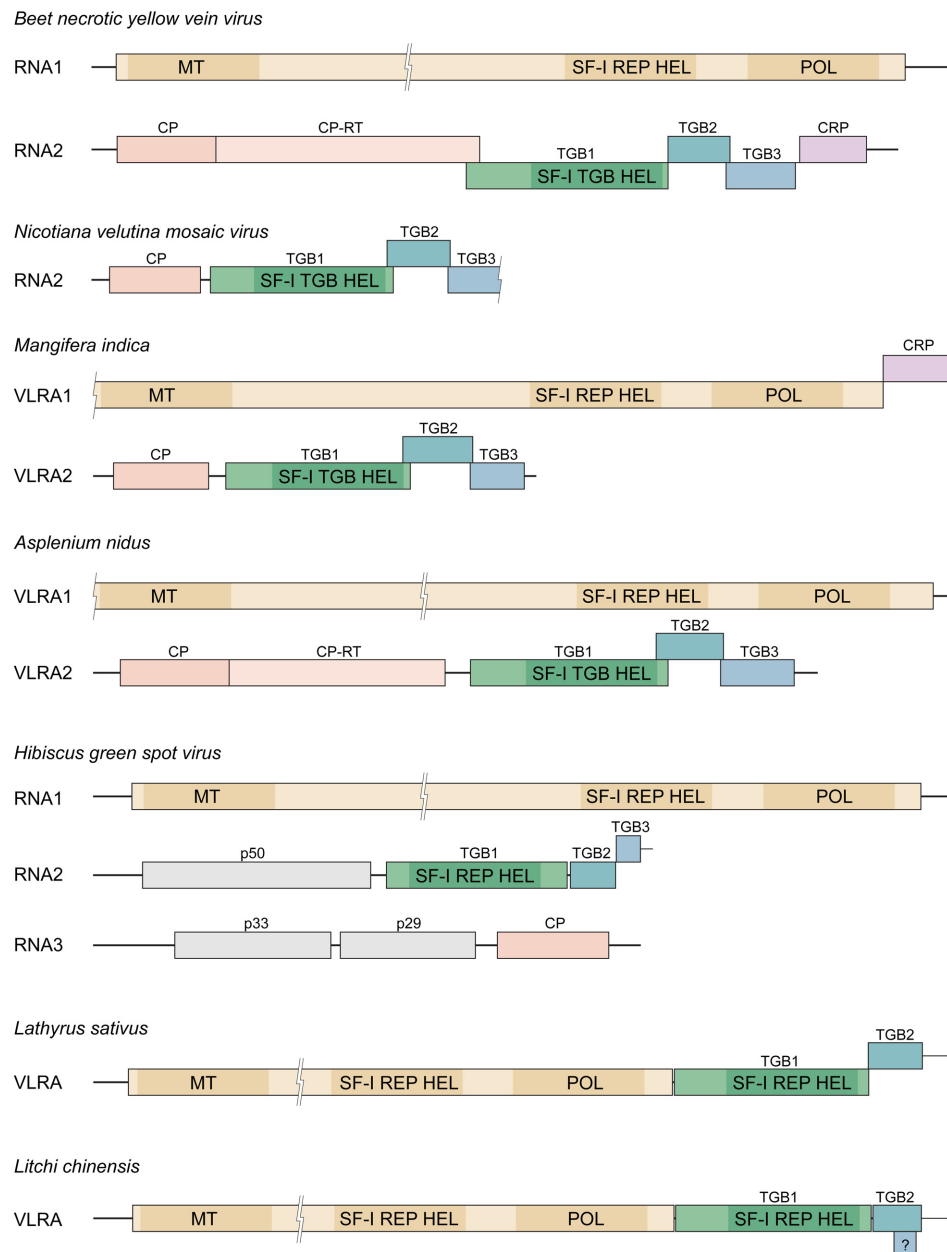 Beet necrotic yellow vein virus
RNA1 MT SF-I REP HEL POL
CP CP-RT TGB2 CRP
RNA2 TGB1 TGB3
SF-I TGB HEL
Nicotiana velutina mosaic virus
TGB2
CP TGB1 TGB3
RNA2 SF-I TGB HEL
Mangifera indica
CRP
VLRA1 MT SF-I REP HEL POL
TGB2
CP TGB1 TGB3
VLRA2 SF-I TGB HEL
Asplenium nidus
VLRA1 MT SF-I REP HEL POL
TGB2
CP CP-RT TGB1 TGB3
VLRA2 SF-I TGB HEL
Hibiscus green spot virus
RNA1 MT SF-I REP HEL POL
TGB3
p50 TGB1 TGB2
RNA2 SF-I REP HEL
p33 p29 CP
RNA3
Lathyrus sativus
TGB2
TGB1
VLRA MT SF-I REP HEL POL SF-I REP HEL
Litchi chinensis
TGB1 TGB2
VLRA MT SF-I REP HEL POL SF-I REP HEL
?